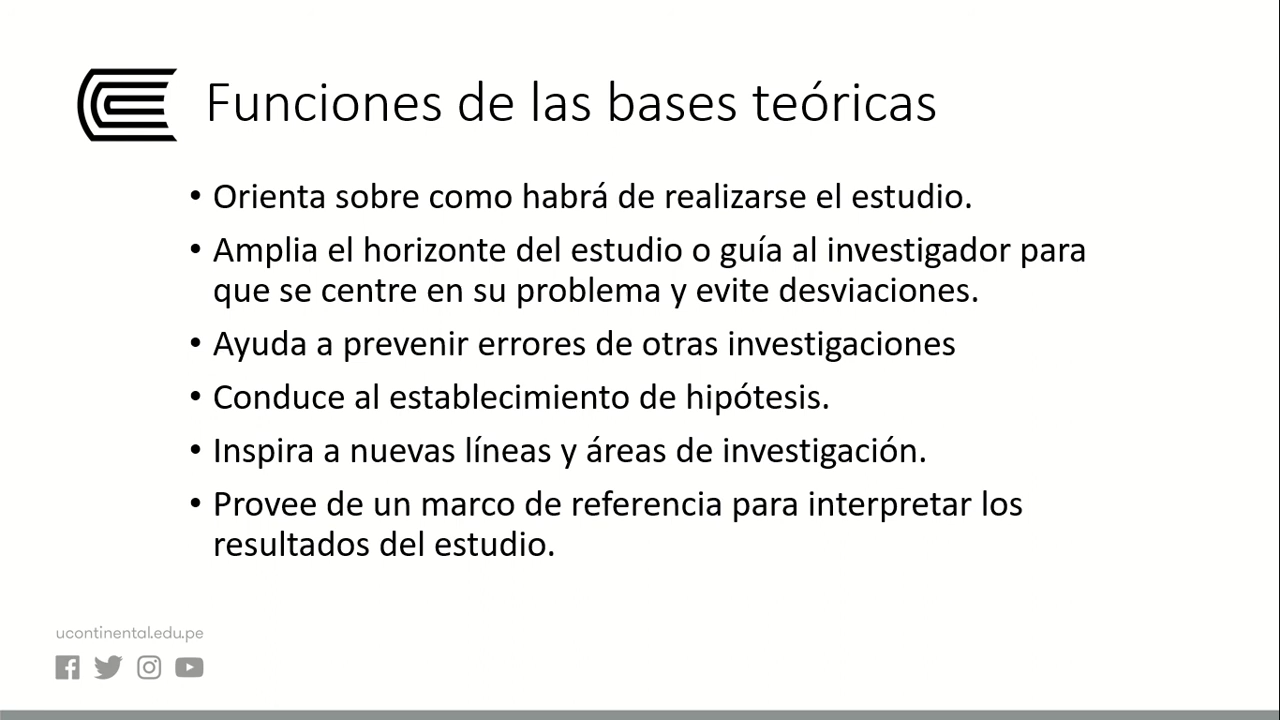 Funciones de las bases teóricas
• Orienta sobre como habrá de realizarse el estudio.
• Amplia el horizonte del estudio o guía al investigador para
que se centre en su problema y evite desviaciones.
• Ayuda a prevenir errores de otras investigaciones
• Conduce al establecimiento de hipótesis.
• Inspira a nuevas líneas y áreas de investigación.
• Provee de un marco de referencia para interpretar los
resultados del estudio.
ucontinental.edu.pe